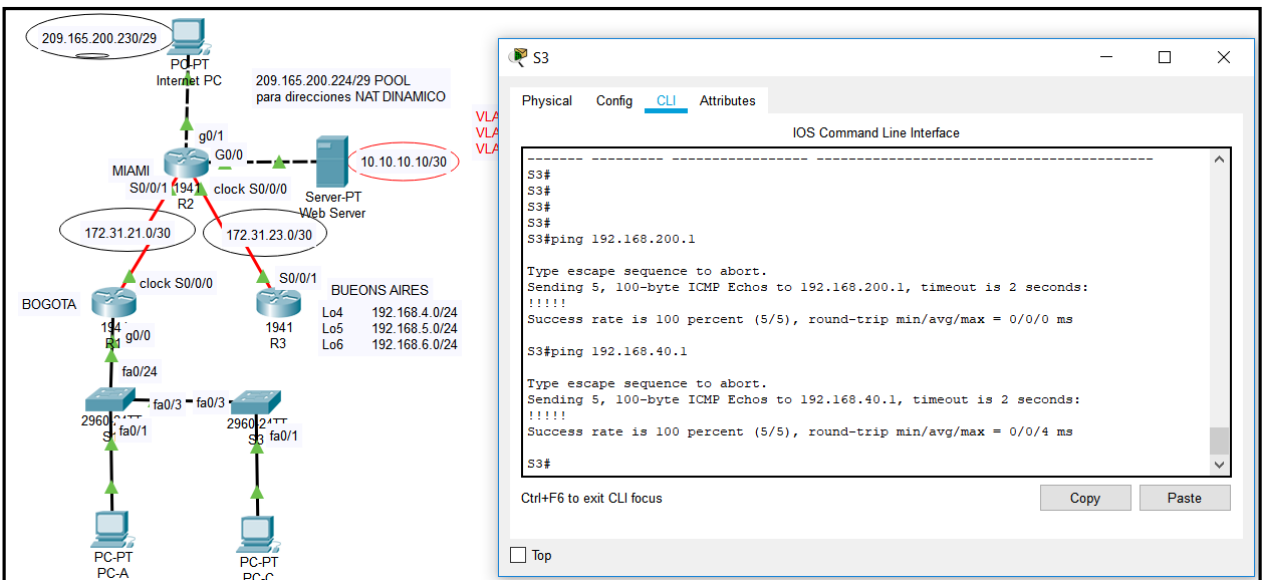 209.165.200.230/29
PC-PT
Internet PC
209.165.200.224/29 POOL
para direcciones NAT DINAMICO
g0/1
G0/0
10.10.10.10/30
MIAMI
S0/0/1
1941
clock S0/0/0
R2
Server-PT
Web Server
172.31.21.0/30
172.31.23.0/30
clock S0/0/0
S0/0/1
BUEONS AIRES
BOGOTA
Lo4 192.168.4.0/24
Lo5 192.168.5.0/24
Lo6 192.168.6.0/24
g0/0
R1
1941
R3
fa0/24
fa0/3
fa0/3
fa0/1
S3
fa0/1
PC-PT
PC-A
PC-PT
PC-C
VLA
VLA
VLA
S3
Physical Config CLI Attributes
IOS Command Line Interface
------- --------- ----------------- ------------------------------------------
S3#
S3#
S3#
S3#
S3#ping 192.168.200.1
Type escape sequence to abort.
Sending 5, 100-byte ICMP Echos to 192.168.200.1, timeout is 2 seconds:
!!!!!
Success rate is 100 percent (5/5), round-trip min/avg/max = 0/0/0 ms
S3#ping 192.168.40.1
Type escape sequence to abort.
Sending 5, 100-byte ICMP Echos to 192.168.40.1, timeout is 2 seconds:
!!!!!
Success rate is 100 percent (5/5), round-trip min/avg/max = 0/0/4 ms
S3#
Ctrl+F6 to exit CLI focus
Copy
Paste
Top